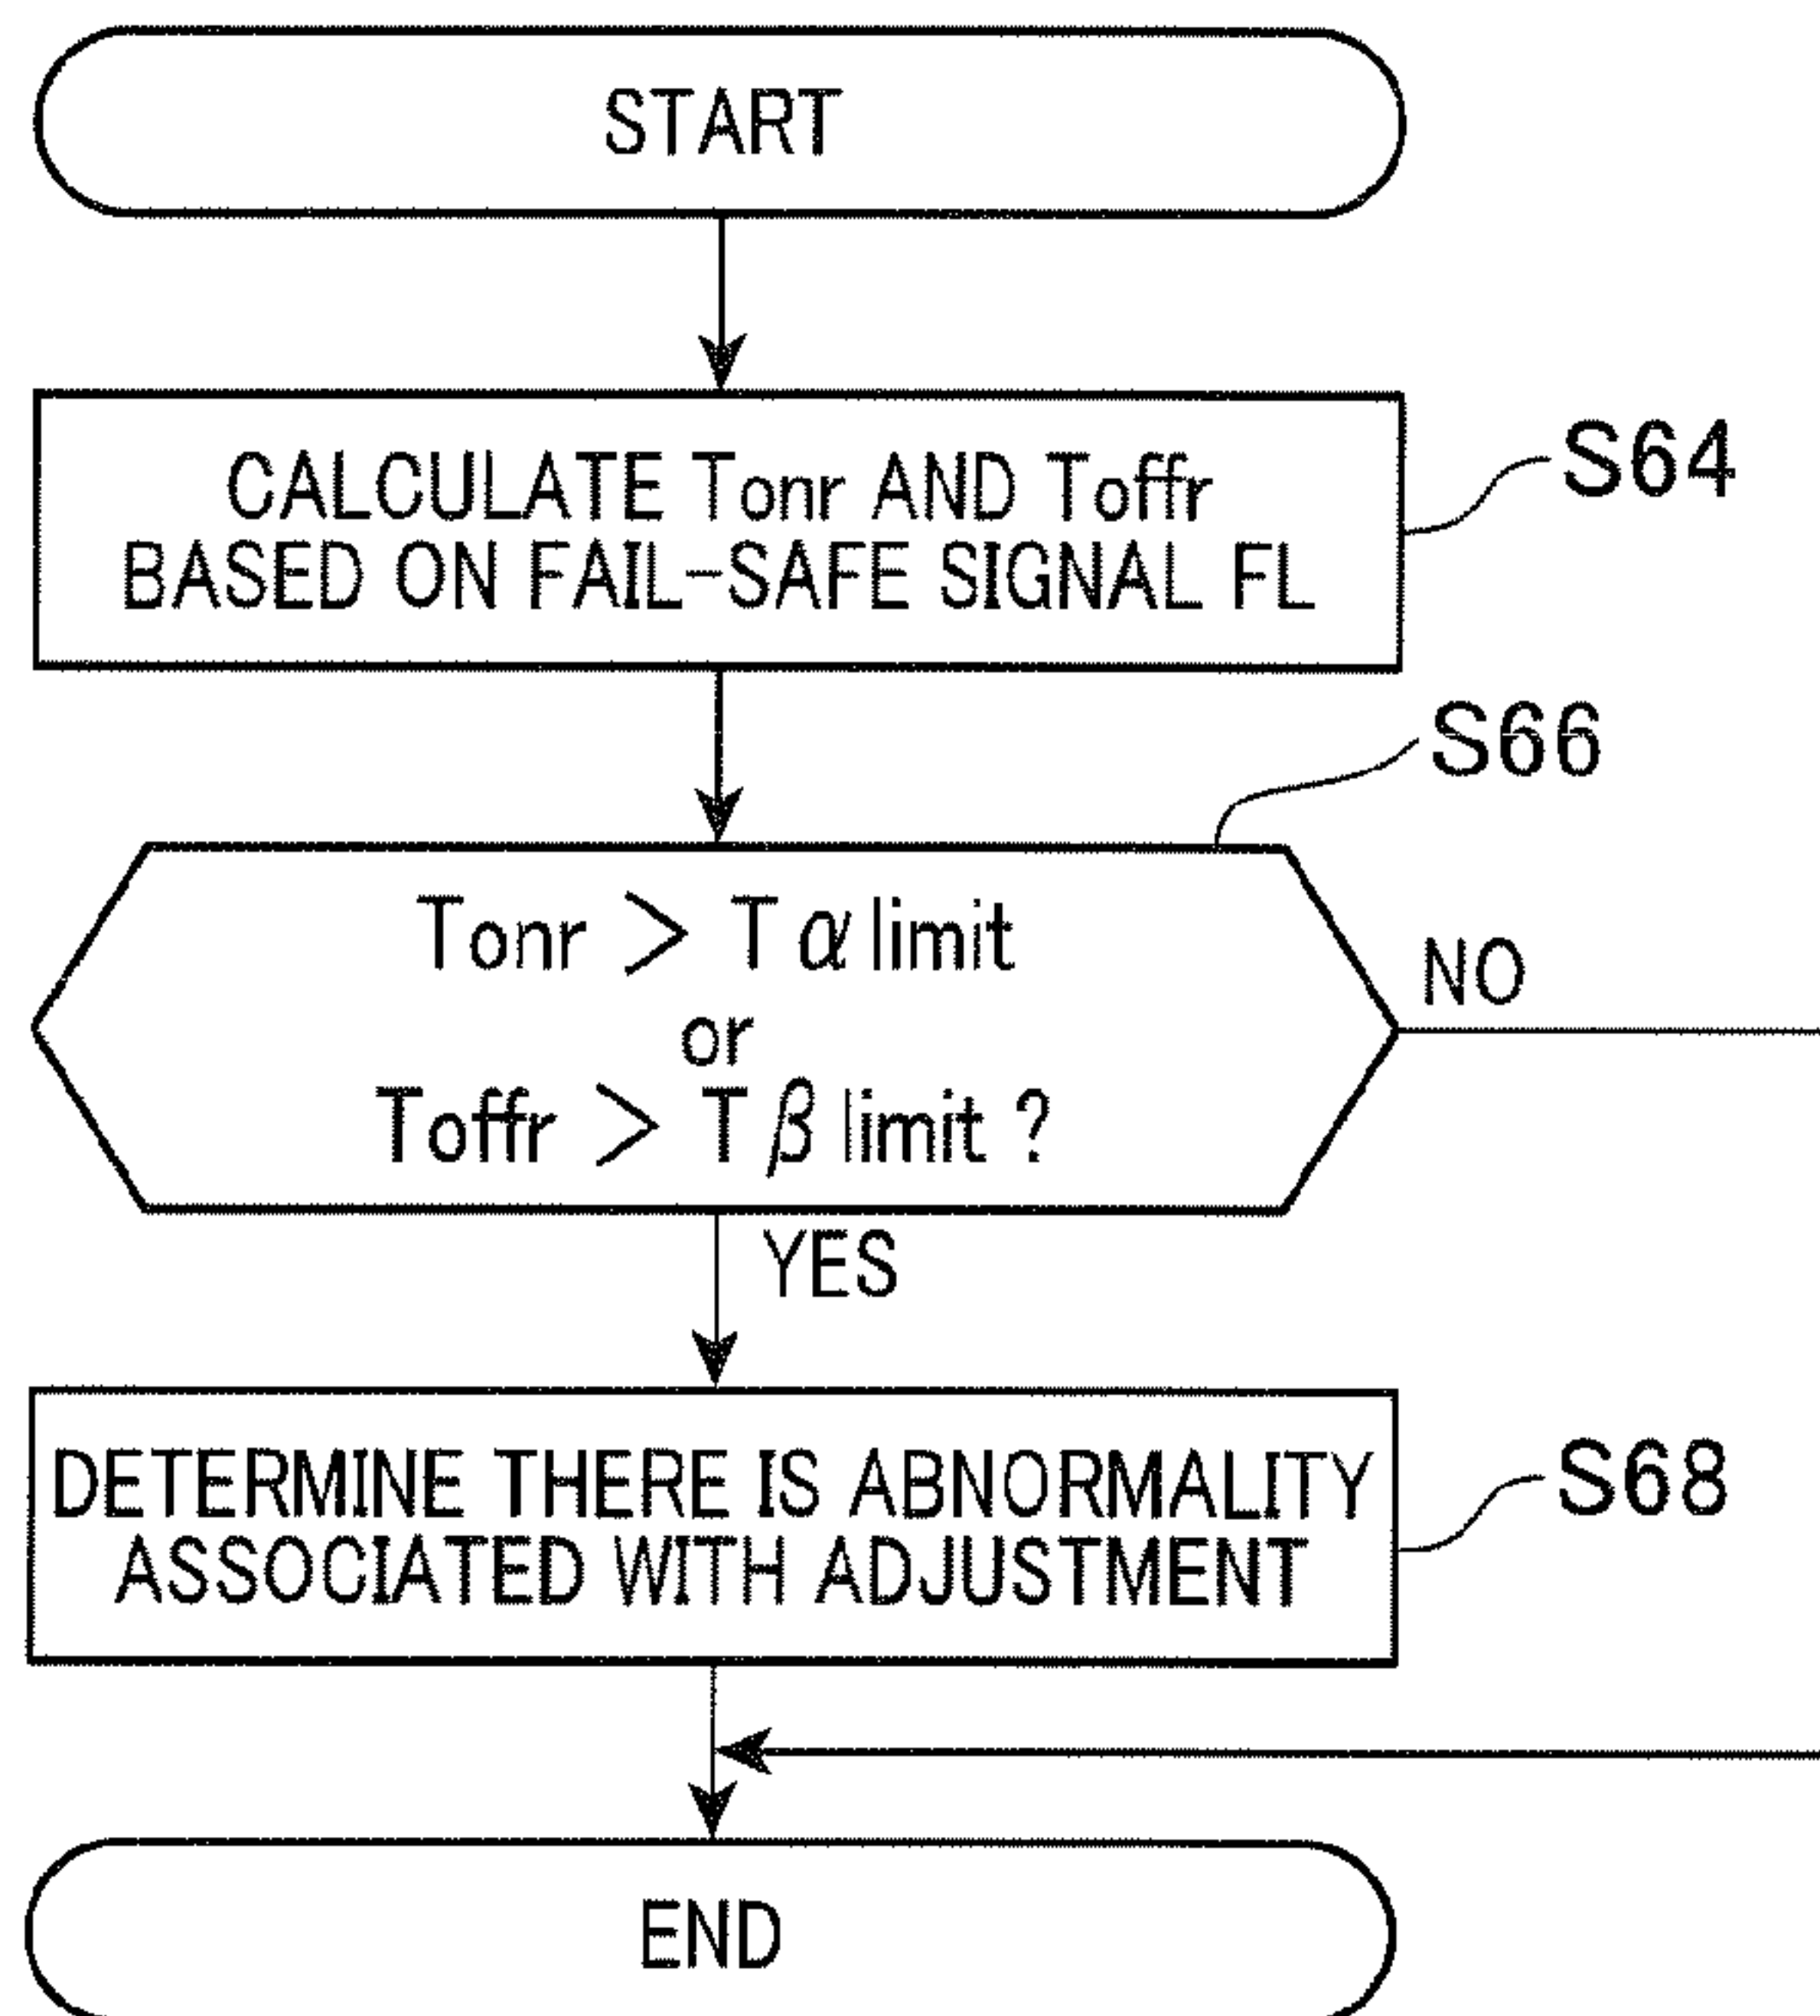 START
CALCULATE Tonr AND Toffr
BASED ON FAIL-SAFE SIGNAL FL
S64
S66
Tonr > Tα limit
or
Toffr > Tβ limit ?
NO
YES
DETERMINE THERE IS ABNORMALITY
ASSOCIATED WITH ADJUSTMENT
S68
END